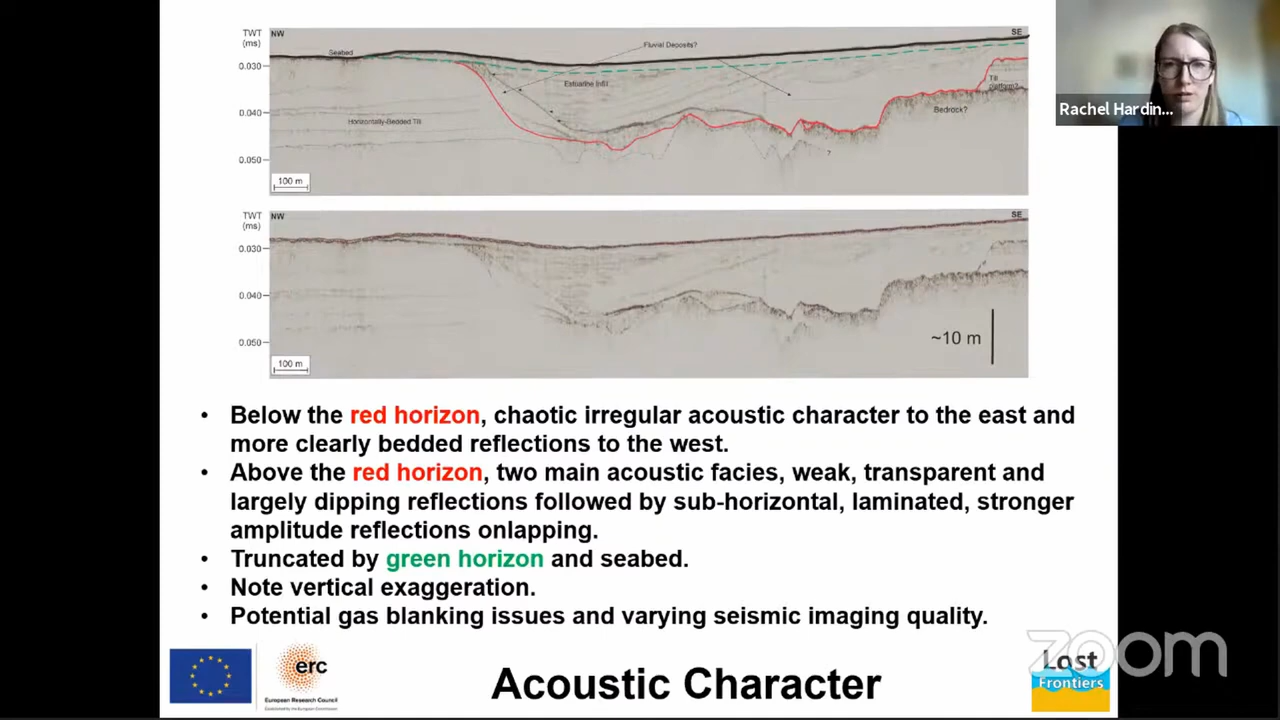 TWT
(ms)
NW
SE
Seabed
Fluvial Deposits?
0.030
Estuarine Infill
Till
platform?
Bedrock?
0.040
Horizontally-Bedded Till
0.050
?
100 m
Rachel Hardin...
TWT
(ms)
NW
SE
0.030
0.040
0.050
~10 m
100 m
• Below the red horizon, chaotic irregular acoustic character to the east and
more clearly bedded reflections to the west.
• Above the red horizon, two main acoustic facies, weak, transparent and
largely dipping reflections followed by sub-horizontal, laminated, stronger
amplitude reflections onlapping.
• Truncated by green horizon and seabed.
• Note vertical exaggeration.
• Potential gas blanking issues and varying seismic imaging quality.
erc
European Research Council
Acoustic Character
Lost
Frontiers
zoom